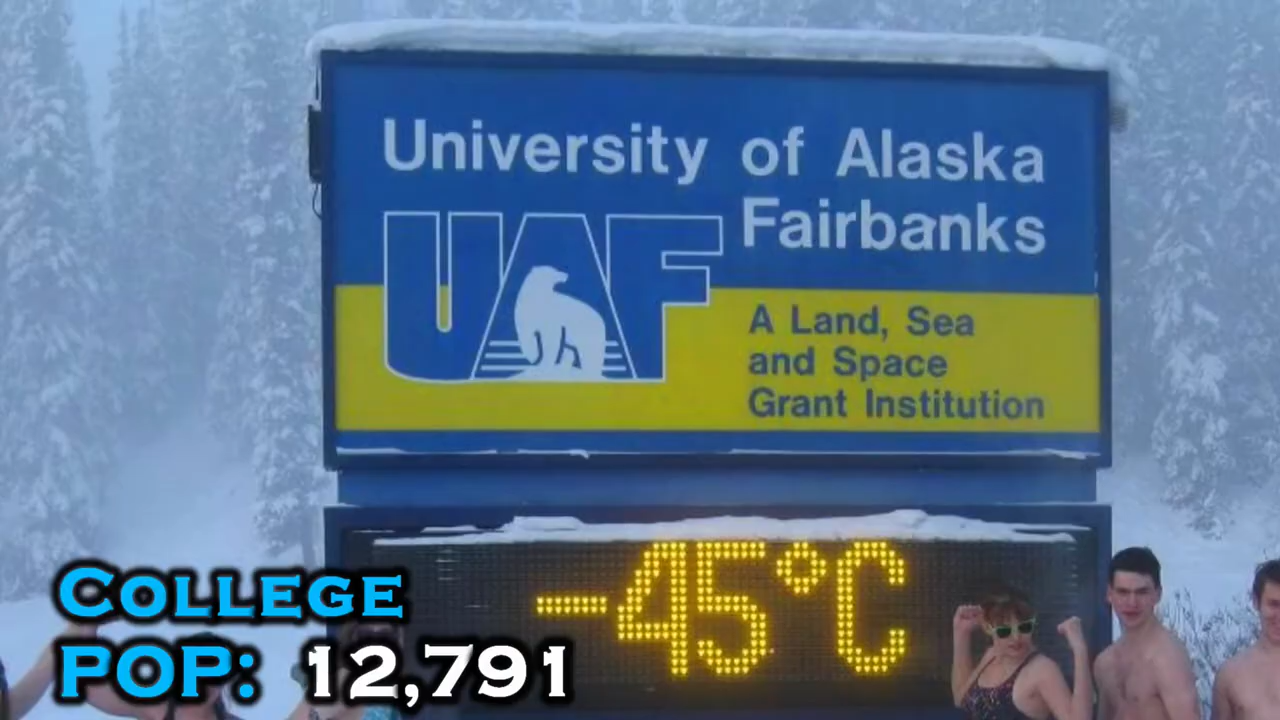 University of Alaska
Fairbanks
UAF
A Land, Sea
and Space
Grant Institution
-45°C
College
POP: 12,791